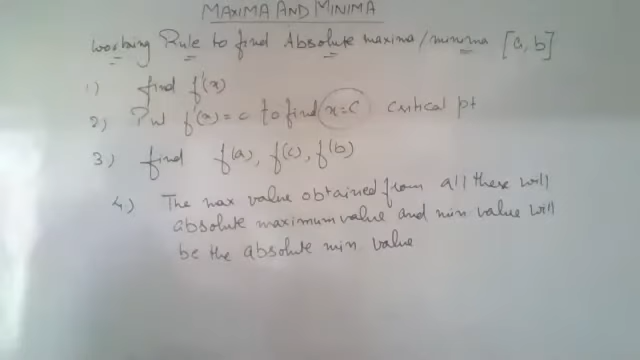 MAXIMA AND MINIMA
Working Rule to find Absolute maxima/minima [a, b]
1) find f'(x)
2) Put f'(a) = 0 to find x=c critical pt
3) find f(a), f(c), f(b)
4) The max value obtained from all these will
absolute maximum value and min value will
be the absolute min value